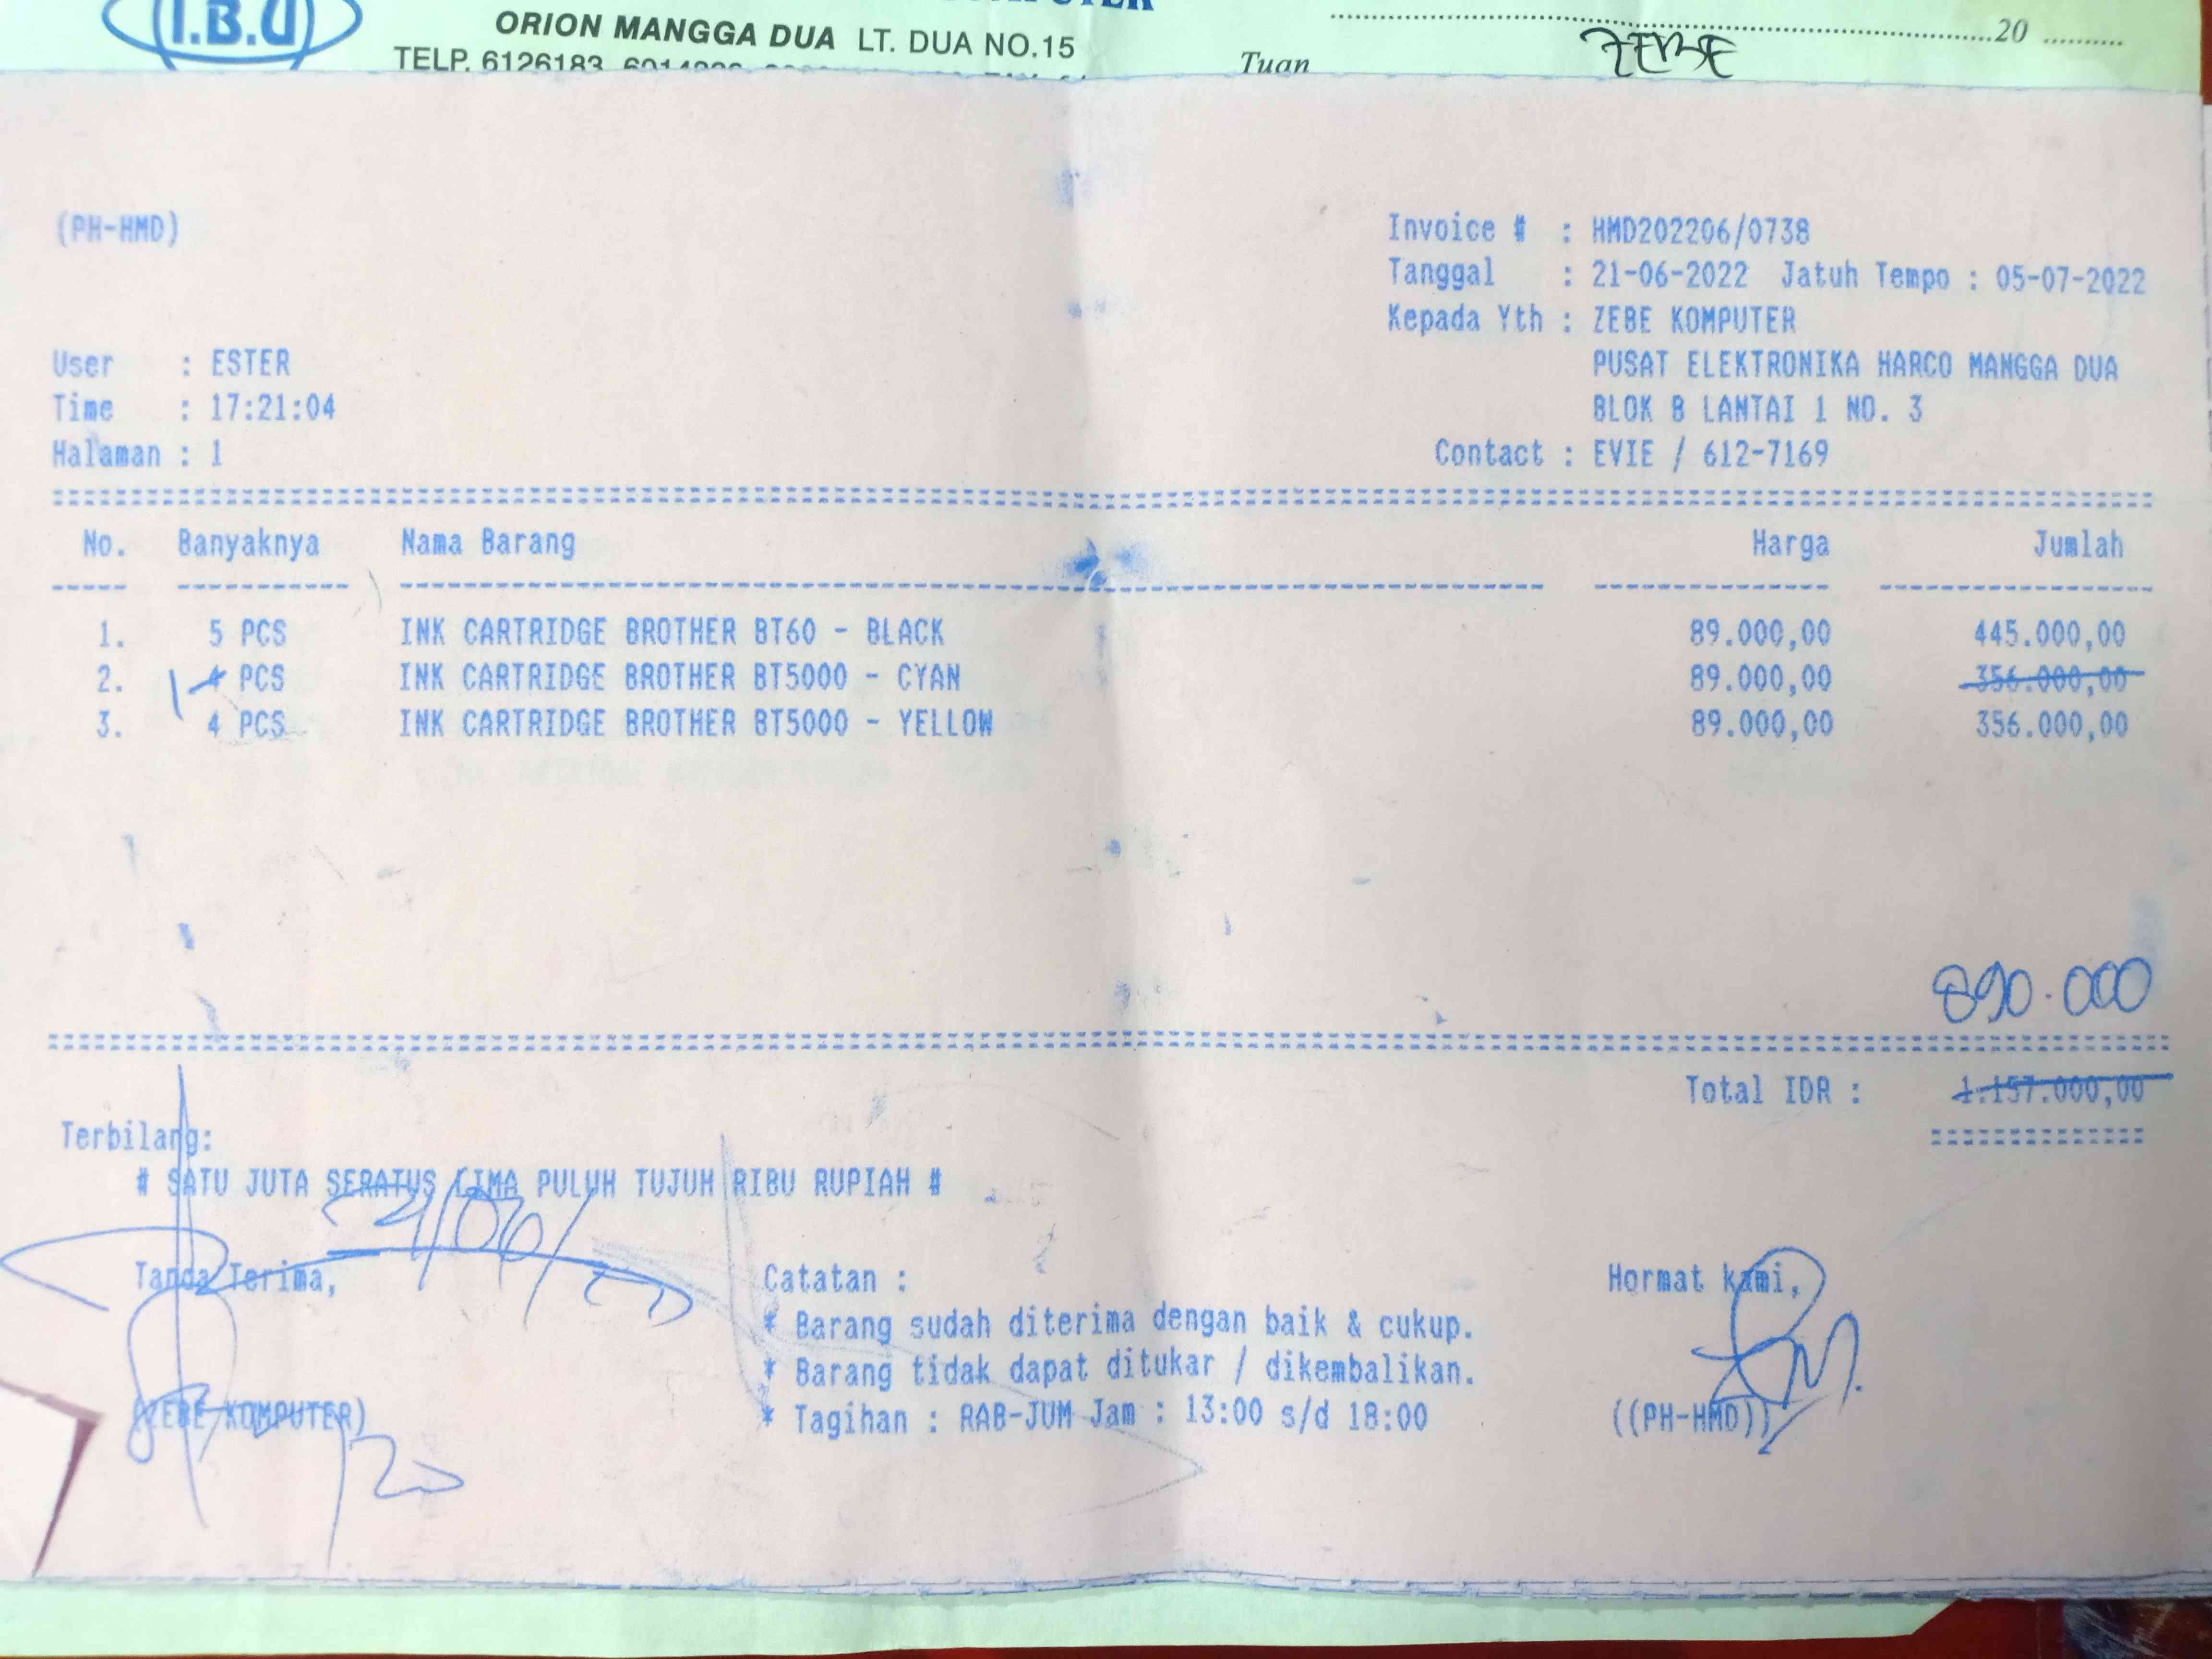 I.B.U
ORION MANGGA DUA LT. DUA NO.15
TELP. 6126183
20
Tuan
ZEBE
(PH-HMD)
Invoice # : HMD202206/0738
Tanggal : 21-06-2022 Jatuh Tempo : 05-07-2022
Kepada Yth : ZEBE KOMPUTER
PUSAT ELEKTRONIKA HARCO MANGGA DUA
BLOK B LANTAI 1 NO. 3
Contact : EVIE / 612-7169
User : ESTER
Time : 17:21:04
Halaman : 1
No. Banyaknya Nama Barang Harga Jumlah
1. 5 PCS INK CARTRIDGE BROTHER BT60 - BLACK 89.000,00 445.000,00
2. 1 4 PCS INK CARTRIDGE BROTHER BT5000 - CYAN 89.000,00 356.000,00
3. 4 PCS INK CARTRIDGE BROTHER BT5000 - YELLOW 89.000,00 356.000,00
890.000
Total IDR : 1.157.000,00
Terbilang:
# SATU JUTA SERATUS LIMA PULUH TUJUH RIBU RUPIAH #
Tanda Terima,
(ZEBE KOMPUTER)
Catatan :
* Barang sudah diterima dengan baik & cukup.
* Barang tidak dapat ditukar / dikembalikan.
* Tagihan : RAB-JUM Jam : 13:00 s/d 18:00
Hormat kami,
((PH-HMD))